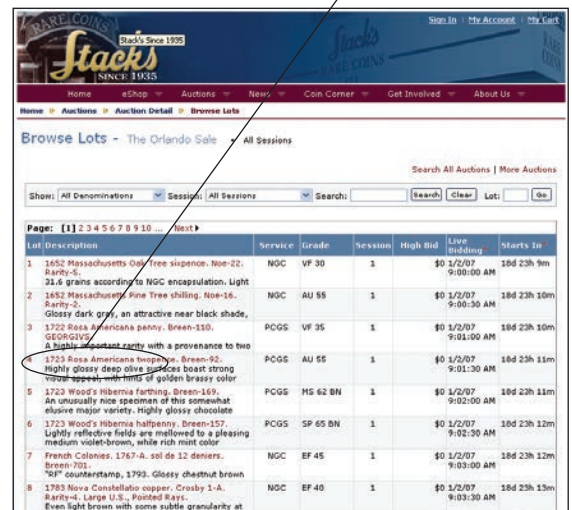 RARE COINS
Stack's Since 1935
Stack's
SINCE 1935
Sign In | My Account | My Cart
Stack's
RARE COINS
Home eShop Auctions News Coin Corner Get Involved About Us
Home Auctions Auction Detail Browse Lots
Browse Lots - The Orlando Sale • All Sessions
Search All Auctions | More Auctions
Show: All Denominations Session: All Sessions Search: Search Clear Lot: Go
Page: [1] 2 3 4 5 6 7 8 9 10 ... Next
Lot Description Service Grade Session High Bid Live Bidding Starts In
1 1652 Massachusetts Oak Tree sixpence. Noe-22. NGC VF 30 1 $0 1/2/07 18d 23h 9m
Rarity-5. 9:00:00 AM
31.6 grains according to NGC encapsulation. Light
2 1652 Massachusetts Pine Tree shilling. Noe-16. NGC AU 55 1 $0 1/2/07 18d 23h 10m
Rarity-2. 9:00:30 AM
Glossy dark gray, an attractive near black shade,
3 1722 Rosa Americana penny. Breen-110. PCGS VF 35 1 $0 1/2/07 18d 23h 10m
GEORGIVS. 9:01:00 AM
A highly important rarity with a provenance to two
4 1723 Rosa Americana twopence. Breen-92. PCGS AU 55 1 $0 1/2/07 18d 23h 11m
Highly glossy deep olive surfaces boast strong 9:01:30 AM
visual appeal, with hints of golden brassy color
5 1723 Wood's Hibernia farthing. Breen-169. PCGS MS 62 BN 1 $0 1/2/07 18d 23h 11m
An unusually nice specimen of this somewhat 9:02:00 AM
elusive major variety. Highly glossy chocolate
6 1723 Wood's Hibernia halfpenny. Breen-157. PCGS SP 65 BN 1 $0 1/2/07 18d 23h 12m
Lightly reflective fields are mellowed to a pleasing 9:02:30 AM
medium violet-brown, while rich mint color
7 French Colonies. 1767-A. sol de 12 deniers. NGC EF 45 1 $0 1/2/07 18d 23h 12m
Breen-701. 9:03:00 AM
"RF" counterstamp, 1793. Glossy chestnut brown
8 1783 Nova Constellatio copper. Crosby 1-A. NGC EF 40 1 $0 1/2/07 18d 23h 13m
Rarity-4. Large U.S., Pointed Rays. 9:03:30 AM
Even light brown with some subtle granularity at